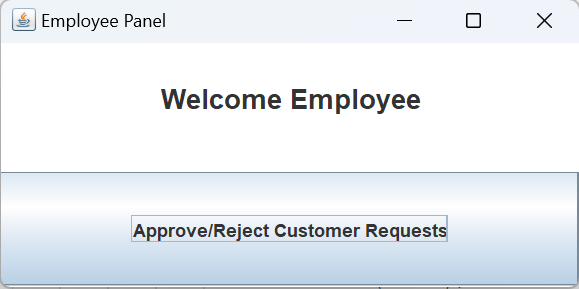 Employee Panel
Welcome Employee
Approve/Reject Customer Requests